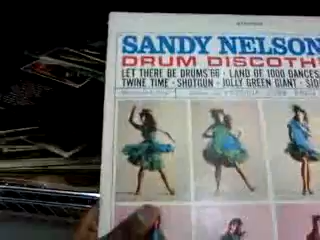 SANDY NELSON
DRUM DISCOTH
LET THERE BE DRUMS '66 • LAND OF 1000 DANCES
TWINE TIME • SHOTGUN • JOLLY GREEN GIANT •